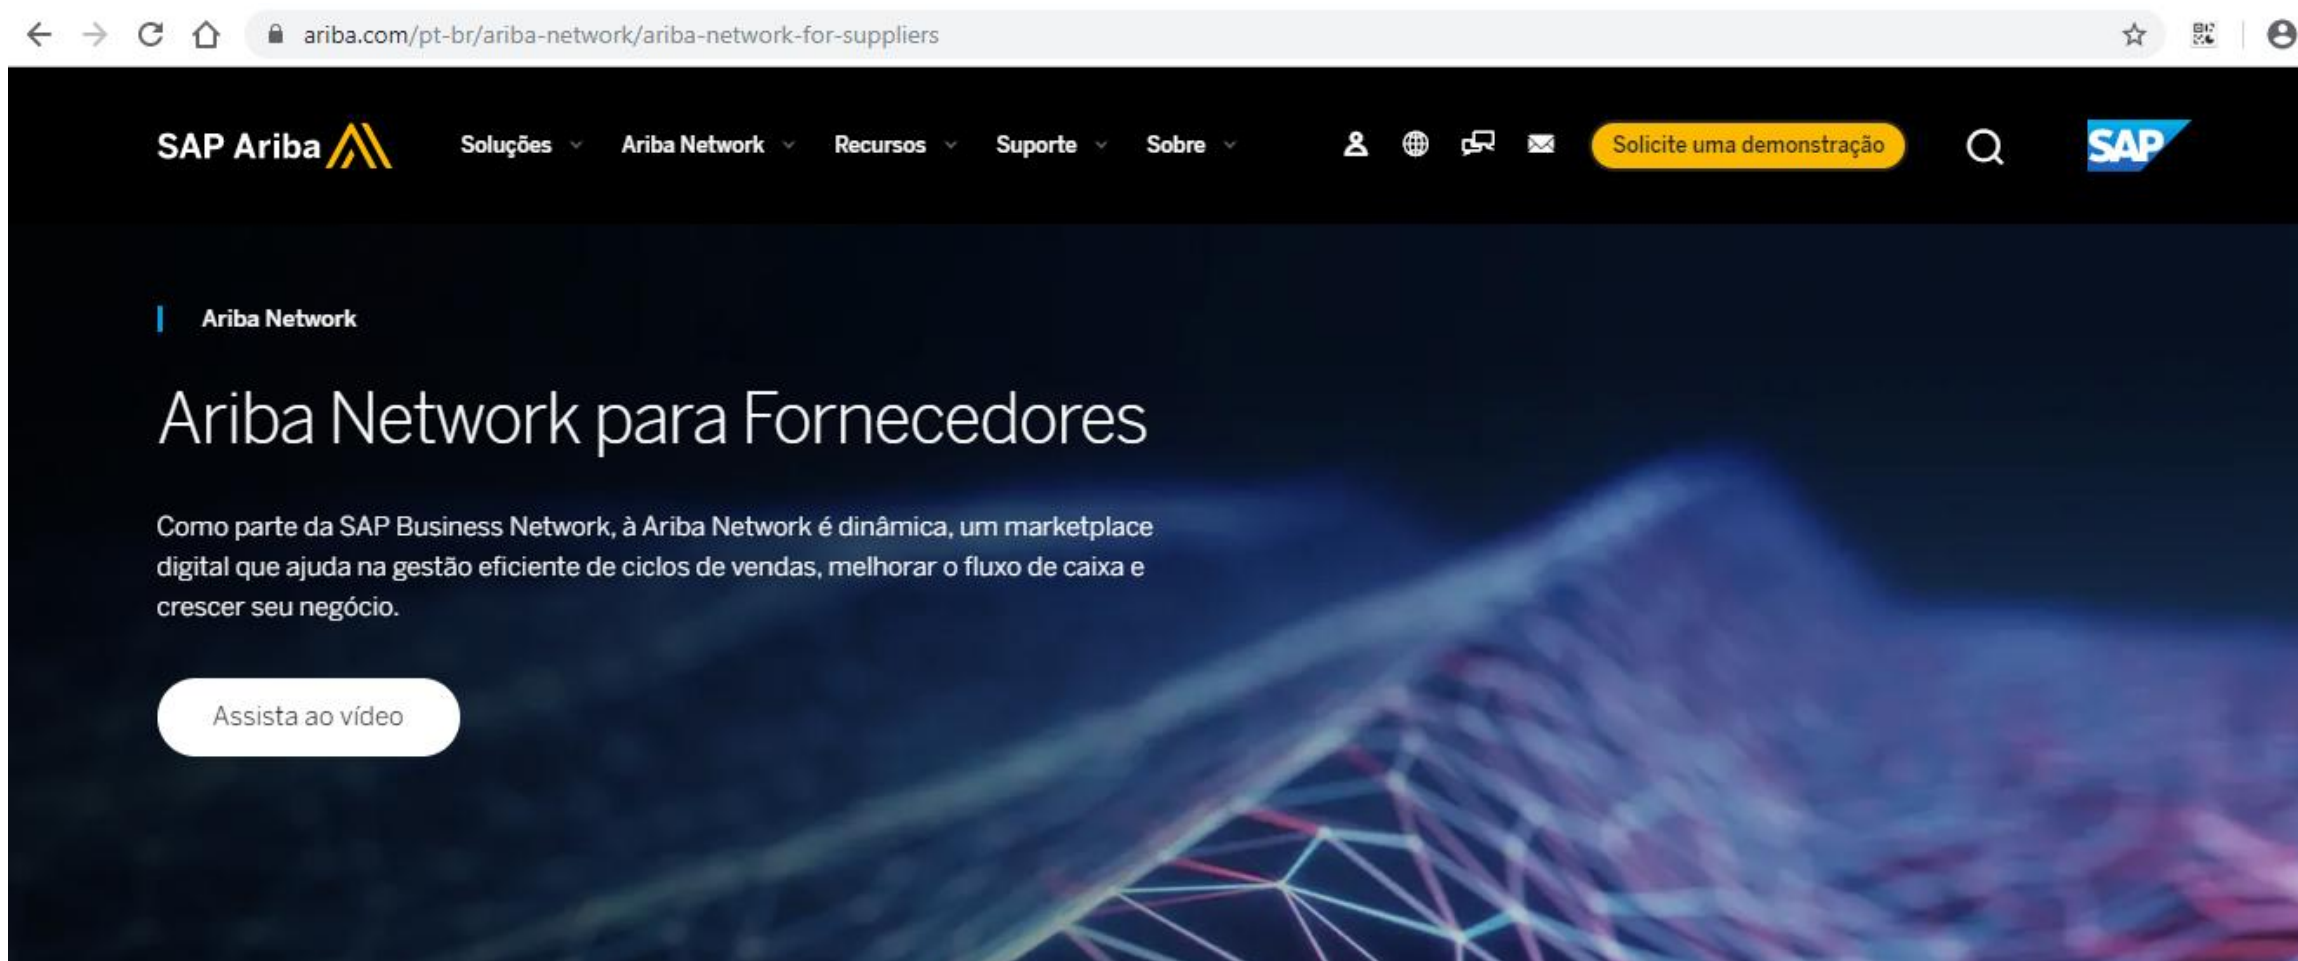 ariba.com/pt-br/ariba-network/ariba-network-for-suppliers
SAP Ariba Soluções Ariba Network Recursos Suporte Sobre Solicite uma demonstração SAP
Ariba Network
Ariba Network para Fornecedores
Como parte da SAP Business Network, à Ariba Network é dinâmica, um marketplace
digital que ajuda na gestão eficiente de ciclos de vendas, melhorar o fluxo de caixa e
crescer seu negócio.
Assista ao vídeo